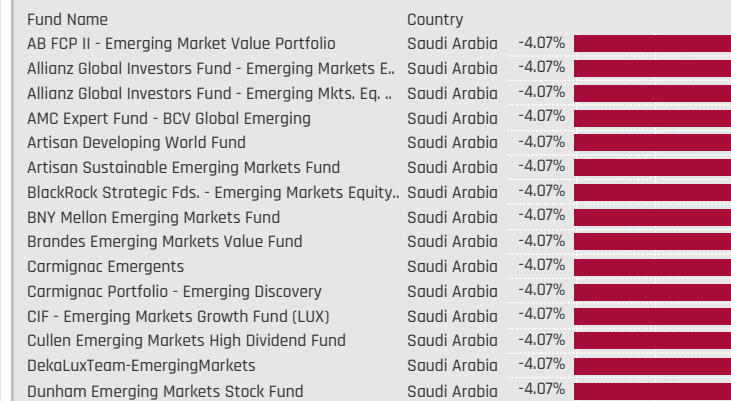 Fund Name Country
AB FCP II - Emerging Market Value Portfolio Saudi Arabia -4.07%
Allianz Global Investors Fund - Emerging Markets E.. Saudi Arabia -4.07%
Allianz Global Investors Fund - Emerging Mkts. Eq. .. Saudi Arabia -4.07%
AMC Expert Fund - BCV Global Emerging Saudi Arabia -4.07%
Artisan Developing World Fund Saudi Arabia -4.07%
Artisan Sustainable Emerging Markets Fund Saudi Arabia -4.07%
BlackRock Strategic Fds. - Emerging Markets Equity.. Saudi Arabia -4.07%
BNY Mellon Emerging Markets Fund Saudi Arabia -4.07%
Brandes Emerging Markets Value Fund Saudi Arabia -4.07%
Carmignac Emergents Saudi Arabia -4.07%
Carmignac Portfolio - Emerging Discovery Saudi Arabia -4.07%
CIF - Emerging Markets Growth Fund (LUX) Saudi Arabia -4.07%
Cullen Emerging Markets High Dividend Fund Saudi Arabia -4.07%
DekaLuxTeam-EmergingMarkets Saudi Arabia -4.07%
Dunham Emerging Markets Stock Fund Saudi Arabia -4.07%